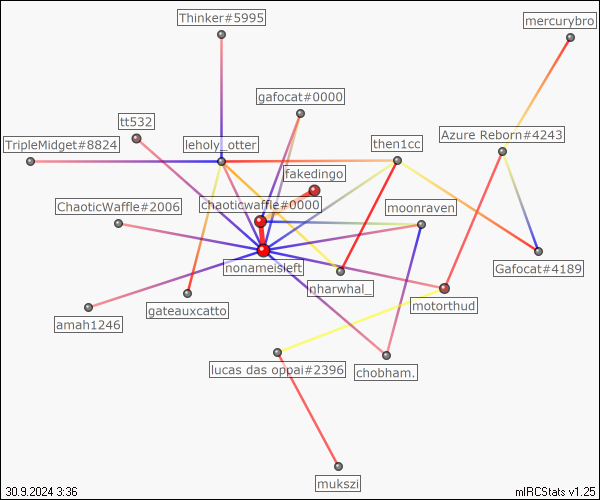 Thinker#5995
mercurybro
gafocat#0000
tt532
Azure Reborn#4243
TripleMidget#8824
leholy_otter
then1cc
fakedingo
ChaoticWaffle#2006
chaoticwaffle#0000
moonraven
nonameisleft
Gafocat#4189
nharwhal_
gateauxcatto
motorthud
amah1246
lucas das oppai#2396
chobham.
mukszi
30.9.2024 3:36
mIRCStats v1.25